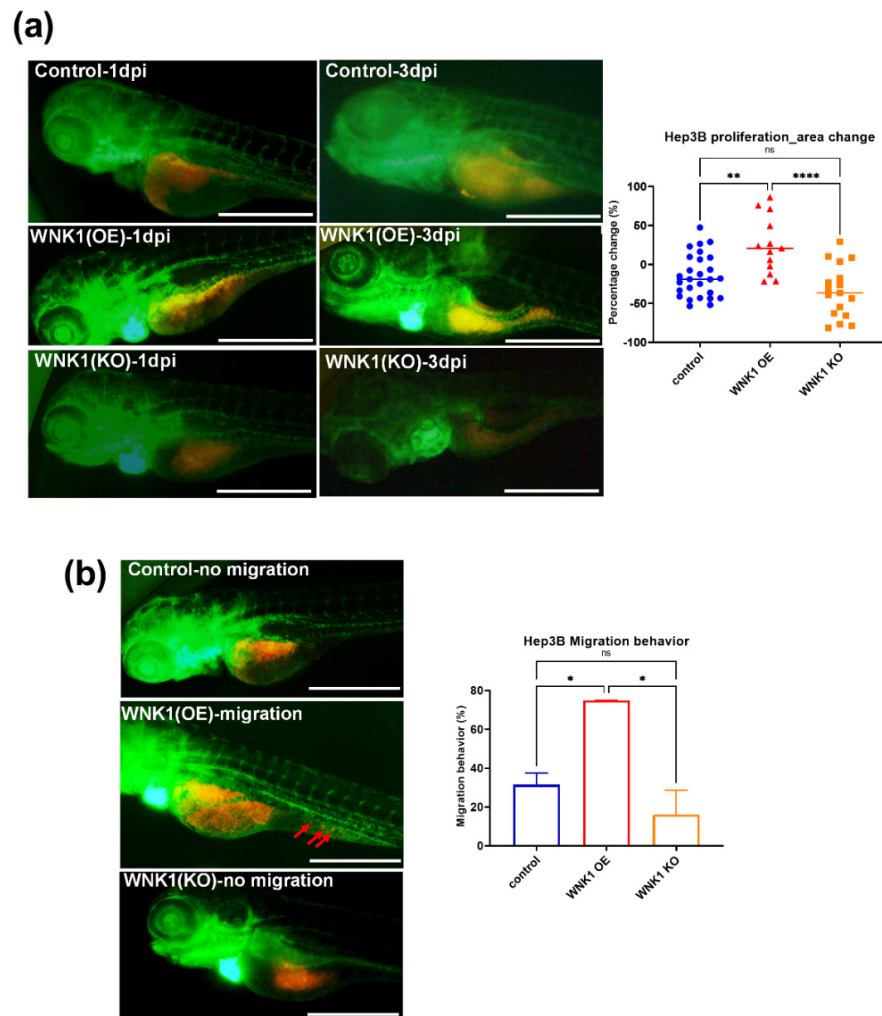 (a)
Control-1dpi
Control-3dpi
WNK1(OE)-1dpi
WNK1(OE)-3dpi
WNK1(KO)-1dpi
WNK1(KO)-3dpi
Hep3B proliferation_area change
ns
** ****
Percentage change (%)
100
50
0
-50
-100
control
WNK1 OE
WNK1 KO
(b)
Control-no migration
WNK1(OE)-migration
WNK1(KO)-no migration
Hep3B Migration behavior
ns
* *
Migration behavior (%)
80
60
40
20
0
control
WNK1 OE
WNK1 KO